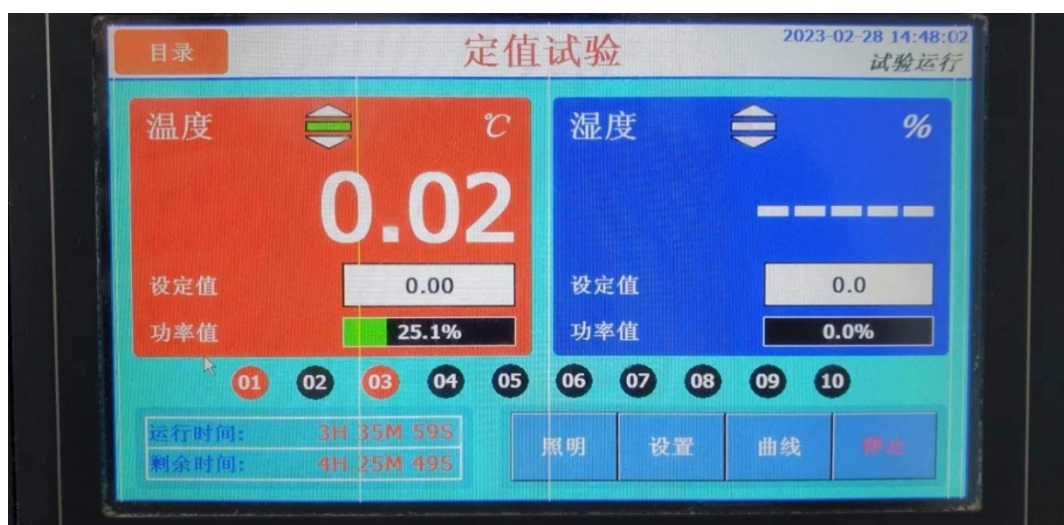 目录
定值试验
2023-02-28 14:48:02
试验运行
温度
℃
0.02
设定值 0.00
功率值 25.1%
湿度
%
-----
设定值 0.0
功率值 0.0%
01 02 03 04 05 06 07 08 09 10
运行时间: 3H 35M 59S
剩余时间: 4H 25M 49S
照明 设置 曲线 停止